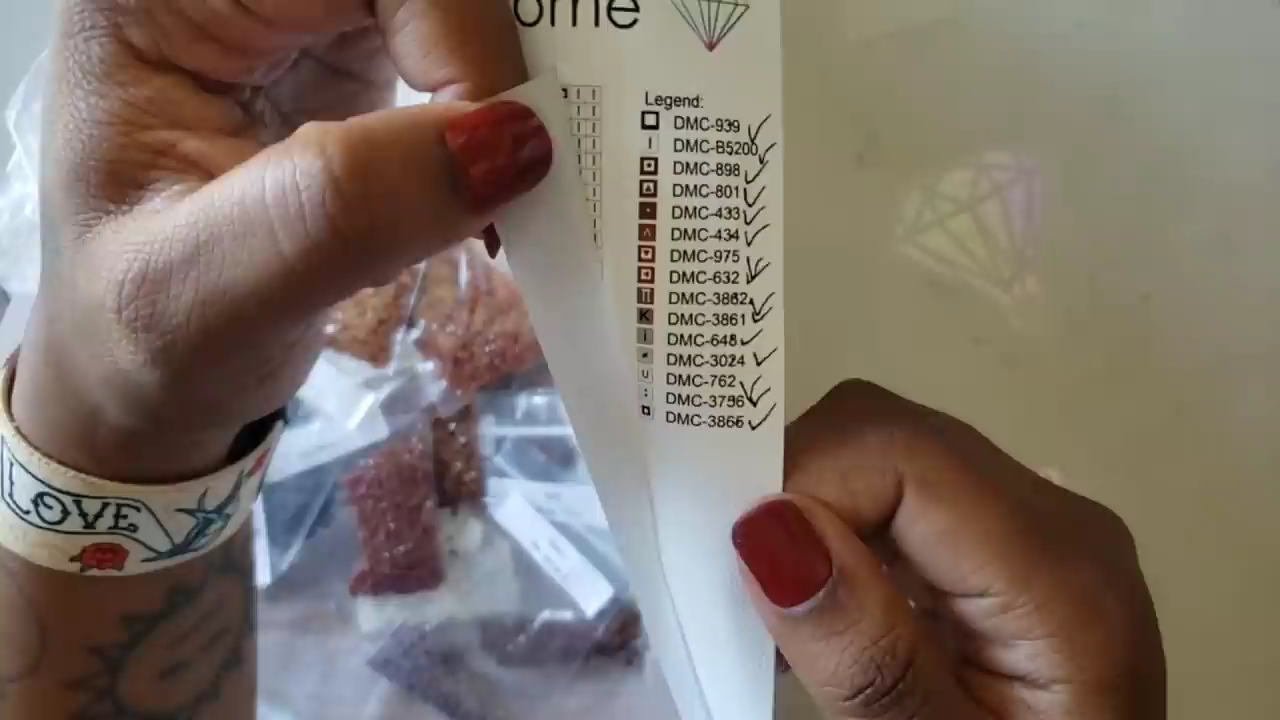 ome
Legend:
DMC-939
DMC-B5200
DMC-898
DMC-801
DMC-433
DMC-434
DMC-975
DMC-632
DMC-3862
DMC-3861
DMC-648
DMC-3024
DMC-762
DMC-3756
DMC-3866
LOVE